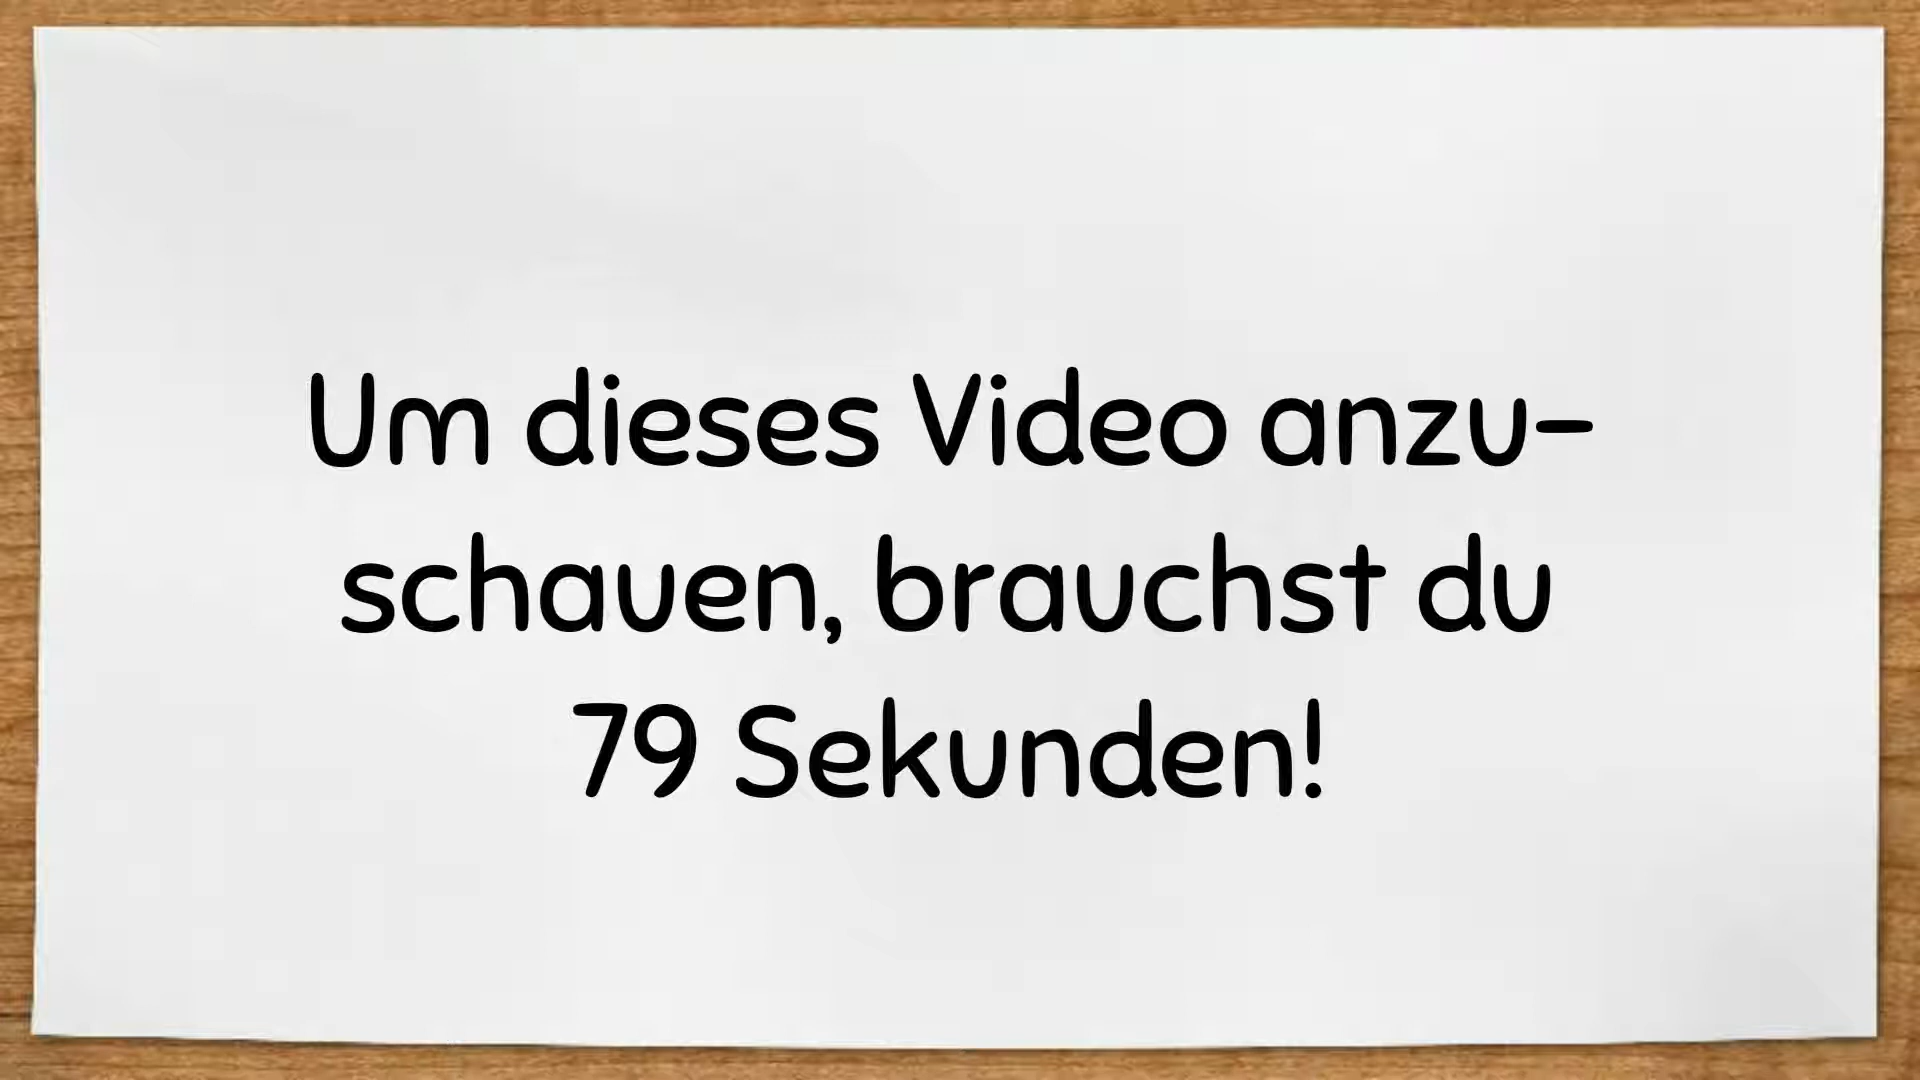 Um dieses Video anzu-
schauen, brauchst du
79 Sekunden!